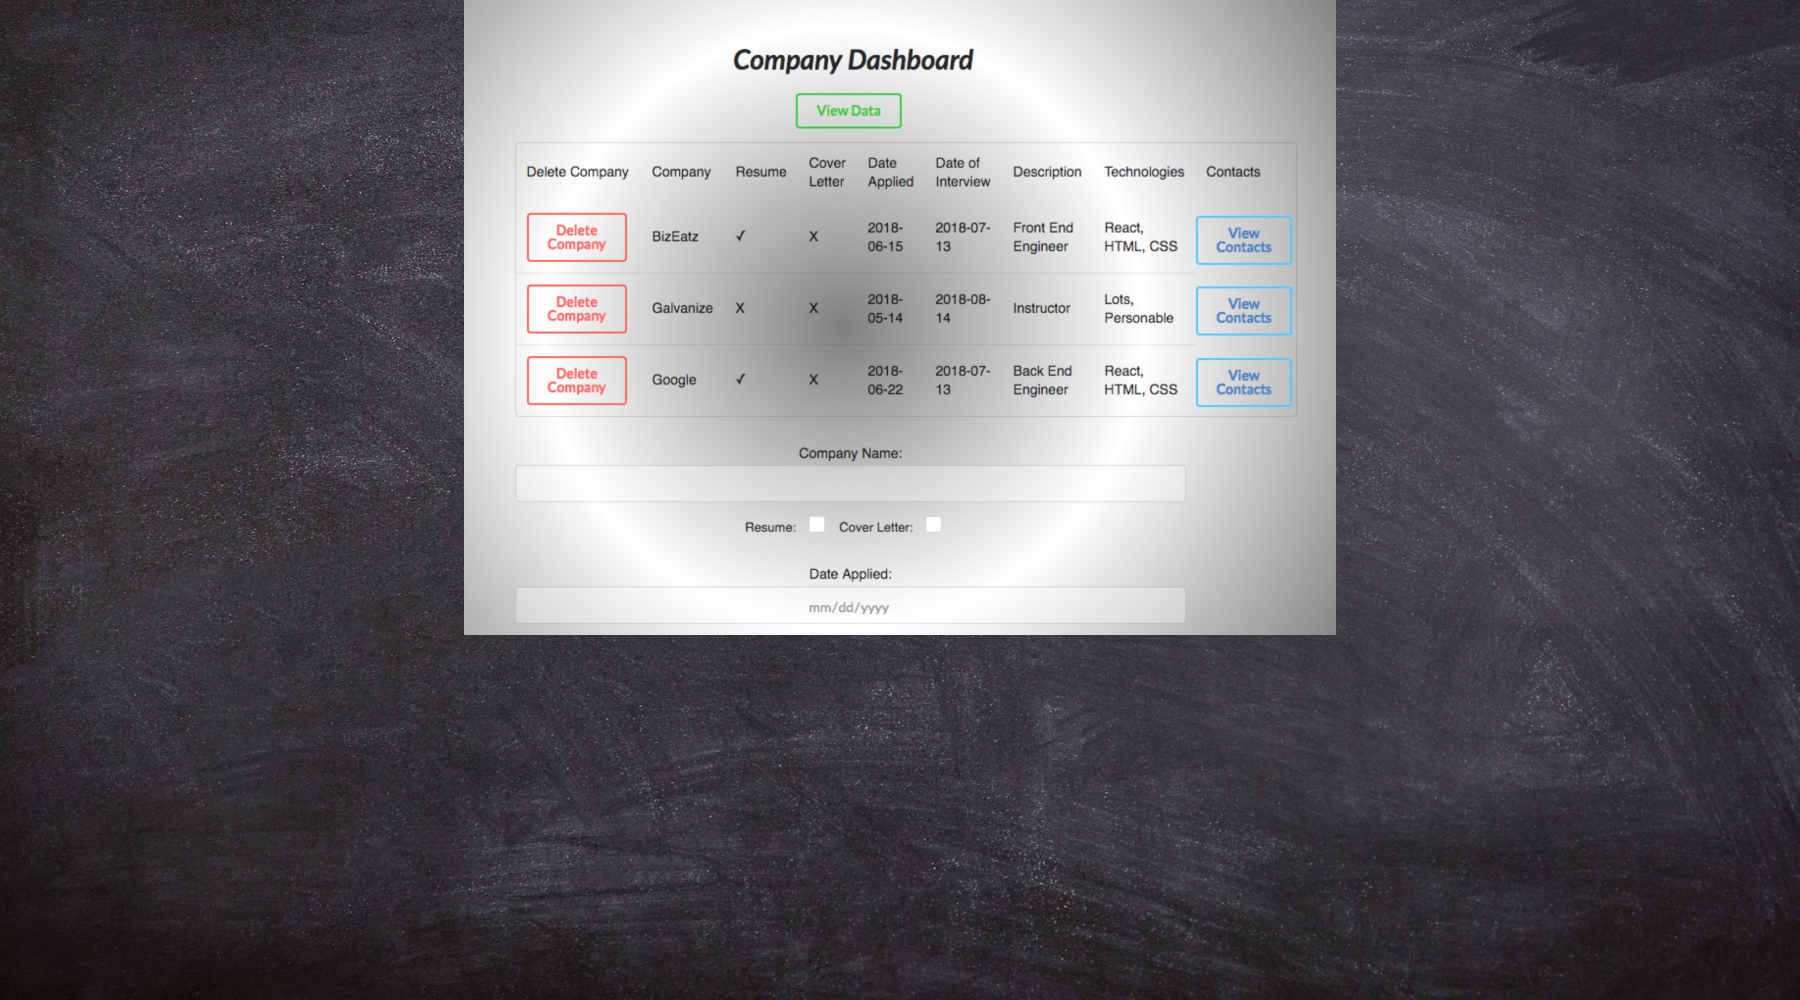 Company Dashboard
View Data
Delete Company Company Resume Cover Letter Date Applied Date of Interview Description Technologies Contacts
Delete Company BizEatz ✓ X 2018-06-15 2018-07-13 Front End Engineer React, HTML, CSS View Contacts
Delete Company Galvanize X X 2018-05-14 2018-08-14 Instructor Lots, Personable View Contacts
Delete Company Google ✓ X 2018-06-22 2018-07-13 Back End Engineer React, HTML, CSS View Contacts
Company Name:
Resume: Cover Letter:
Date Applied:
mm/dd/yyyy